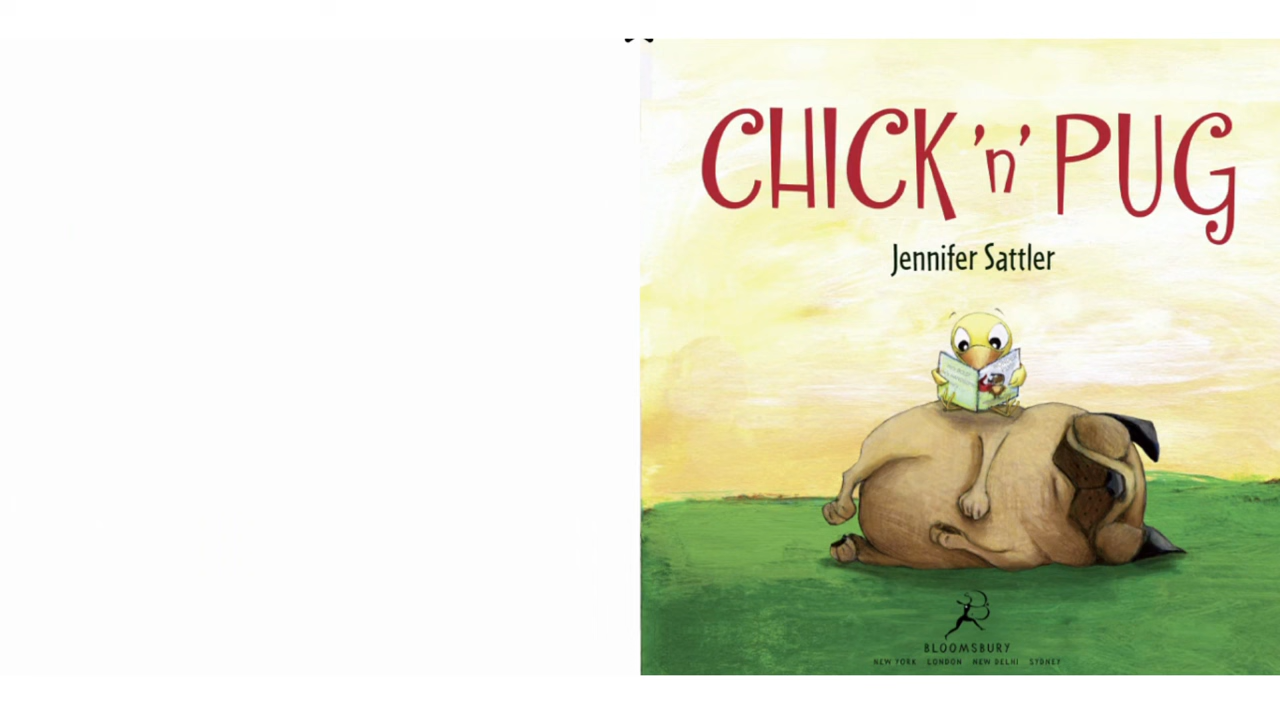 CHICK 'n' PUG
Jennifer Sattler
BLOOMSBURY
NEW YORK LONDON NEW DELHI SYDNEY